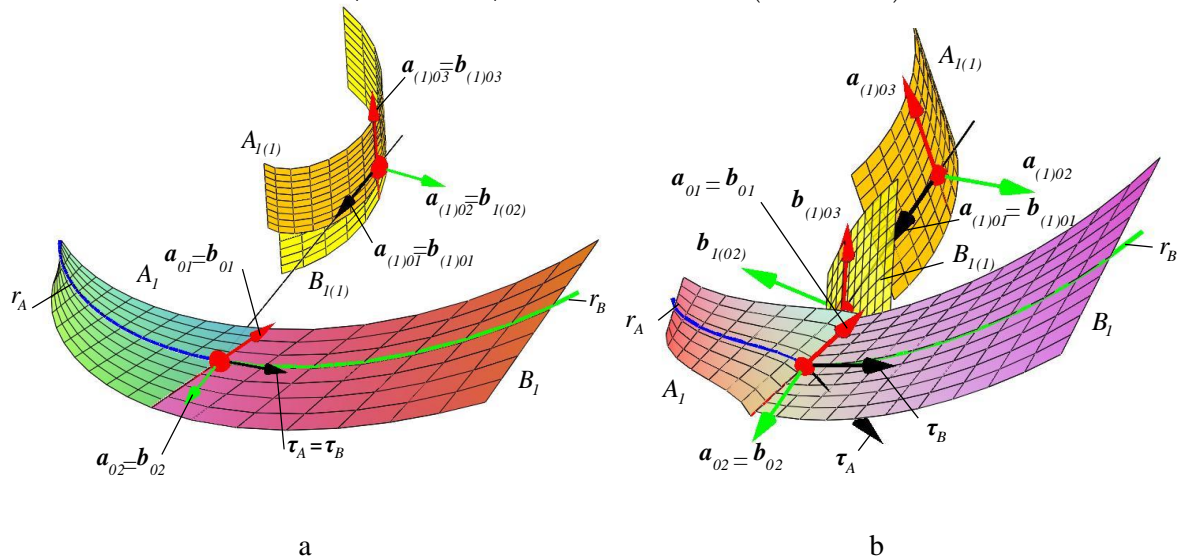 a(1)03=b(1)03
A1(1)
a(1)02=b1(02)
a(1)01=b(1)01
B1(1)
a01=b01
A1
rA
rB
B1
τA=τB
a02=b02
a
A1(1)
a(1)03
a(1)02
a01=b01
b(1)03
a(1)01=b(1)01
b1(02)
B1(1)
rB
rA
B1
A1
τB
τA
a02=b02
b